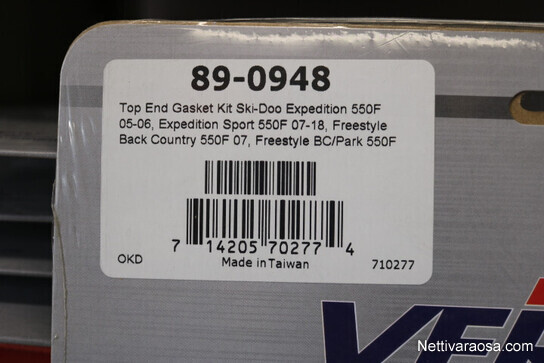 89-0948
Top End Gasket Kit Ski-Doo Expedition 550F
05-06, Expedition Sport 550F 07-18, Freestyle
Back Country 550F 07, Freestyle BC/Park 550F
7 14205 70277 4
OKD Made in Taiwan 710277
Nettivaraosa.com